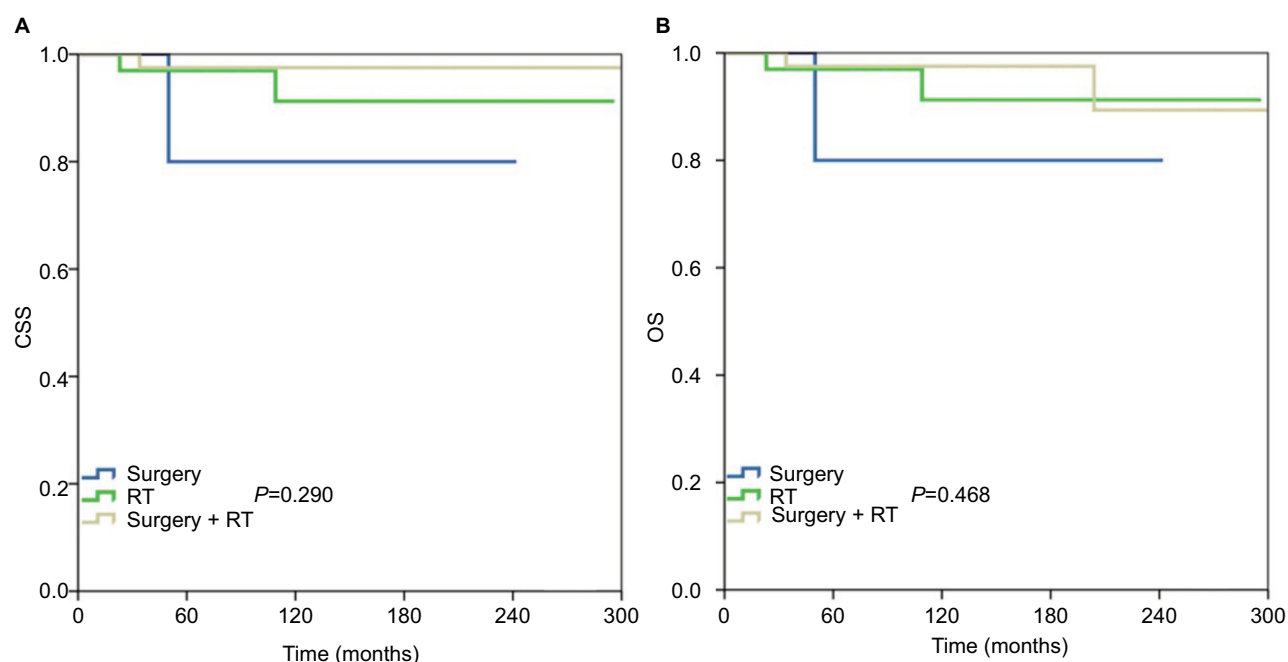 A
CSS
1.0
0.8
0.6
0.4
0.2
0.0
Surgery
RT
Surgery + RT
P=0.290
0 60 120 180 240 300
Time (months)
B
OS
1.0
0.8
0.6
0.4
0.2
0.0
Surgery
RT
Surgery + RT
P=0.468
0 60 120 180 240 300
Time (months)